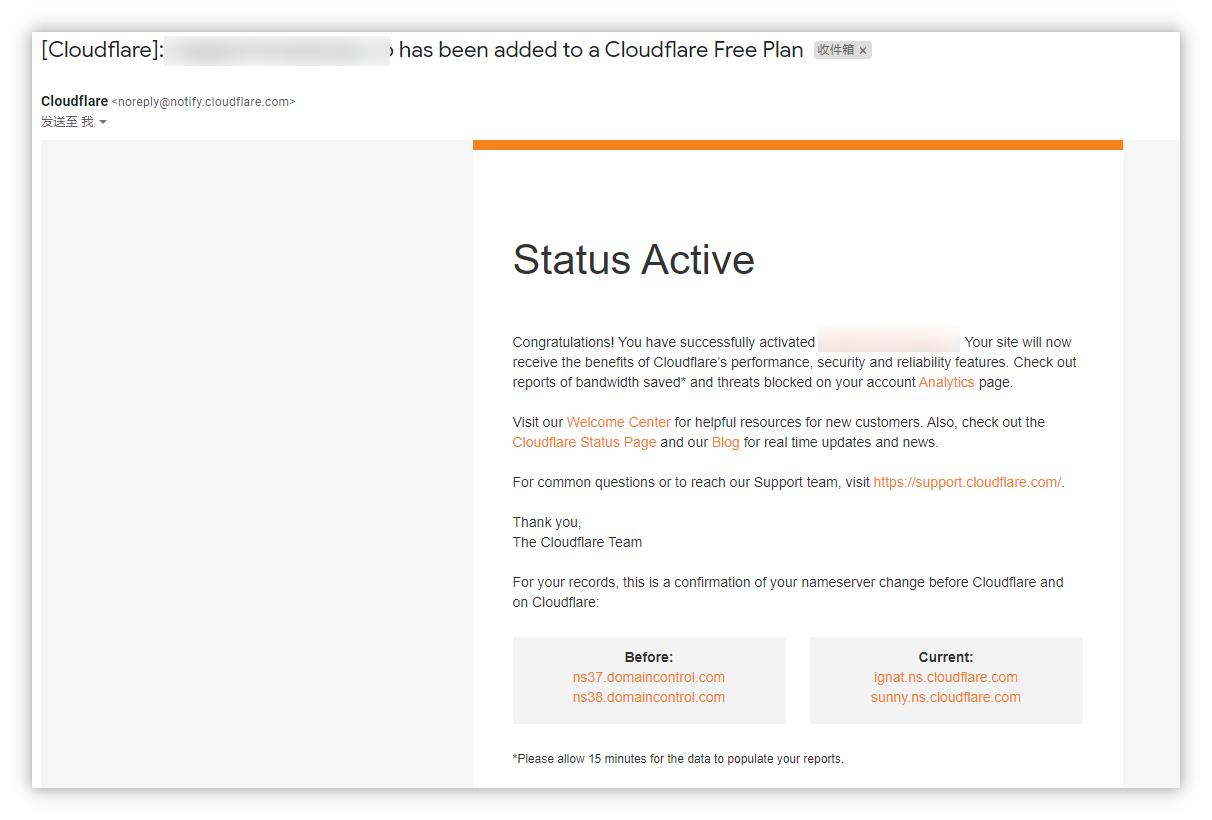 [Cloudflare]: has been added to a Cloudflare Free Plan 收件箱 ×
Cloudflare <noreply@notify.cloudflare.com>
发送至 我
Status Active
Congratulations! You have successfully activated Your site will now
receive the benefits of Cloudflare's performance, security and reliability features. Check out
reports of bandwidth saved* and threats blocked on your account Analytics page.
Visit our Welcome Center for helpful resources for new customers. Also, check out the
Cloudflare Status Page and our Blog for real time updates and news.
For common questions or to reach our Support team, visit https://support.cloudflare.com/.
Thank you,
The Cloudflare Team
For your records, this is a confirmation of your nameserver change before Cloudflare and
on Cloudflare:
Before:
ns37.domaincontrol.com
ns38.domaincontrol.com
Current:
ignat.ns.cloudflare.com
sunny.ns.cloudflare.com
*Please allow 15 minutes for the data to populate your reports.